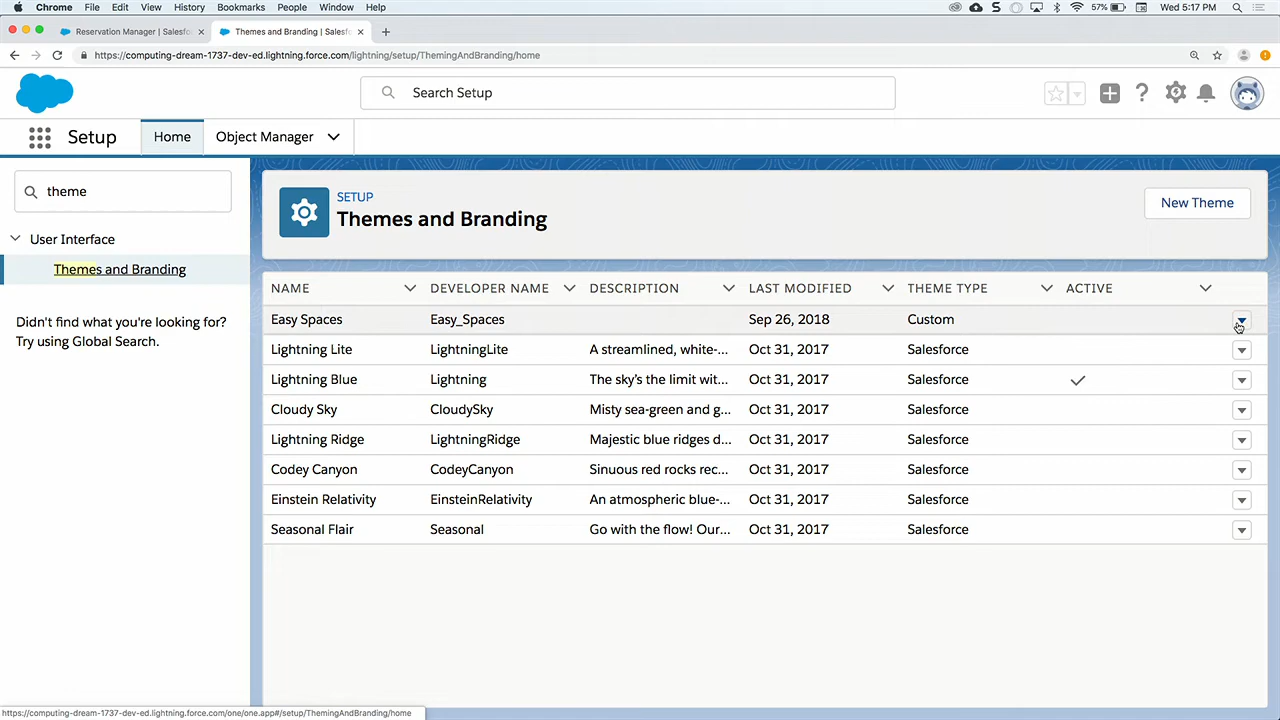 Chrome File Edit View History Bookmarks People Window Help 57% Wed 5:17 PM
Reservation Manager | Salesfo Themes and Branding | Salesf
https://computing-dream-1737-dev-ed.lightning.force.com/lightning/setup/ThemingAndBranding/home
Search Setup
Setup Home Object Manager
theme
User Interface
Themes and Branding
Didn't find what you're looking for?
Try using Global Search.
SETUP
Themes and Branding
New Theme
NAME DEVELOPER NAME DESCRIPTION LAST MODIFIED THEME TYPE ACTIVE
Easy Spaces Easy_Spaces Sep 26, 2018 Custom
Lightning Lite LightningLite A streamlined, white-... Oct 31, 2017 Salesforce
Lightning Blue Lightning The sky's the limit wit... Oct 31, 2017 Salesforce
Cloudy Sky CloudySky Misty sea-green and g... Oct 31, 2017 Salesforce
Lightning Ridge LightningRidge Majestic blue ridges d... Oct 31, 2017 Salesforce
Codey Canyon CodeyCanyon Sinuous red rocks rec... Oct 31, 2017 Salesforce
Einstein Relativity EinsteinRelativity An atmospheric blue-... Oct 31, 2017 Salesforce
Seasonal Flair Seasonal Go with the flow! Our... Oct 31, 2017 Salesforce
https://computing-dream-1737-dev-ed.lightning.force.com/one/one.app#/setup/ThemingAndBranding/home